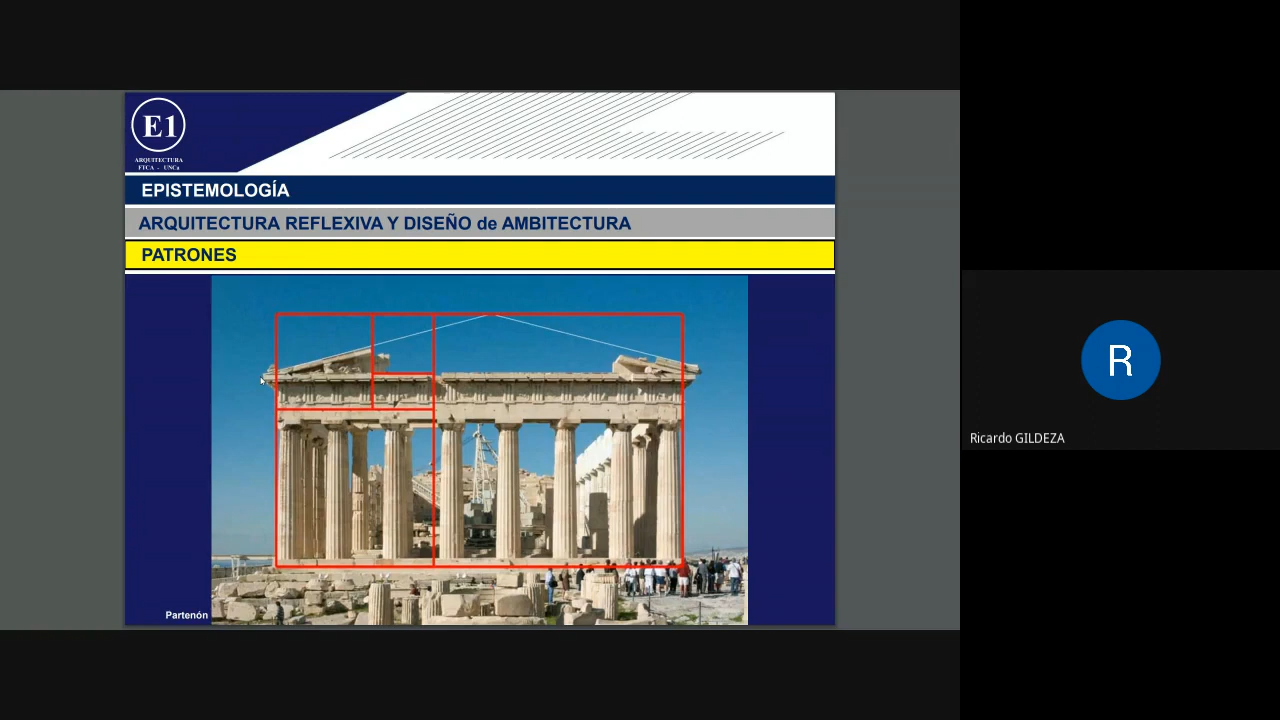 E1
ARQUITECTURA
FTCA - UNCa
EPISTEMOLOGÍA
ARQUITECTURA REFLEXIVA Y DISEÑO de AMBITECTURA
PATRONES
Partenón
R
Ricardo GILDEZA